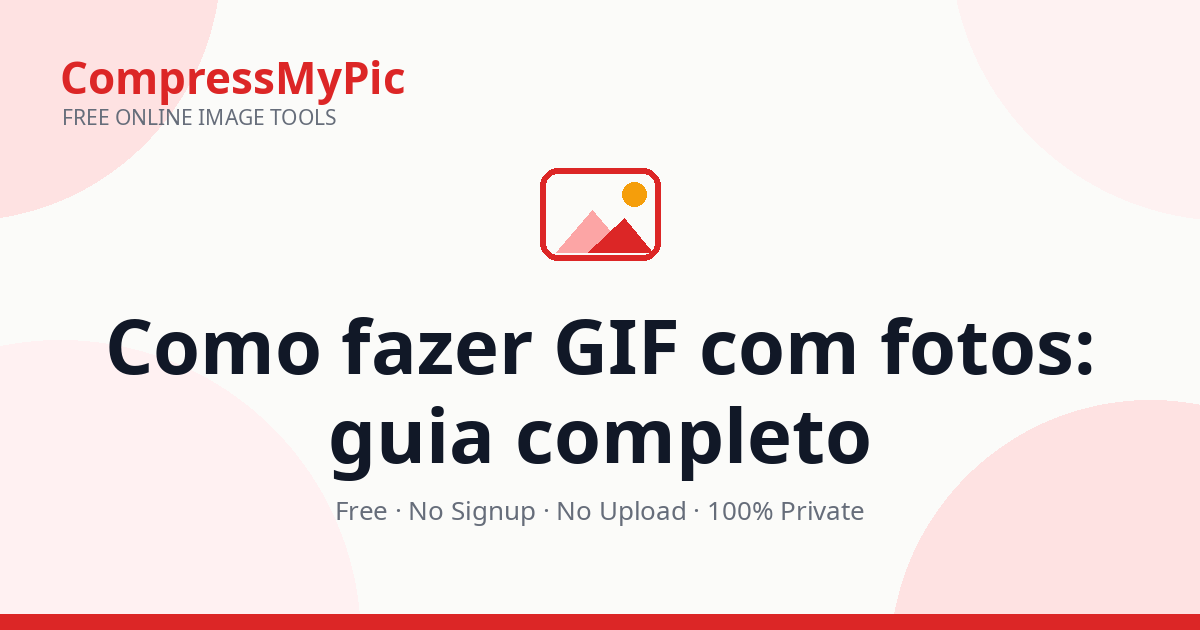 CompressMyPic
FREE ONLINE IMAGE TOOLS
Como fazer GIF com fotos:
guia completo
Free · No Signup · No Upload · 100% Private